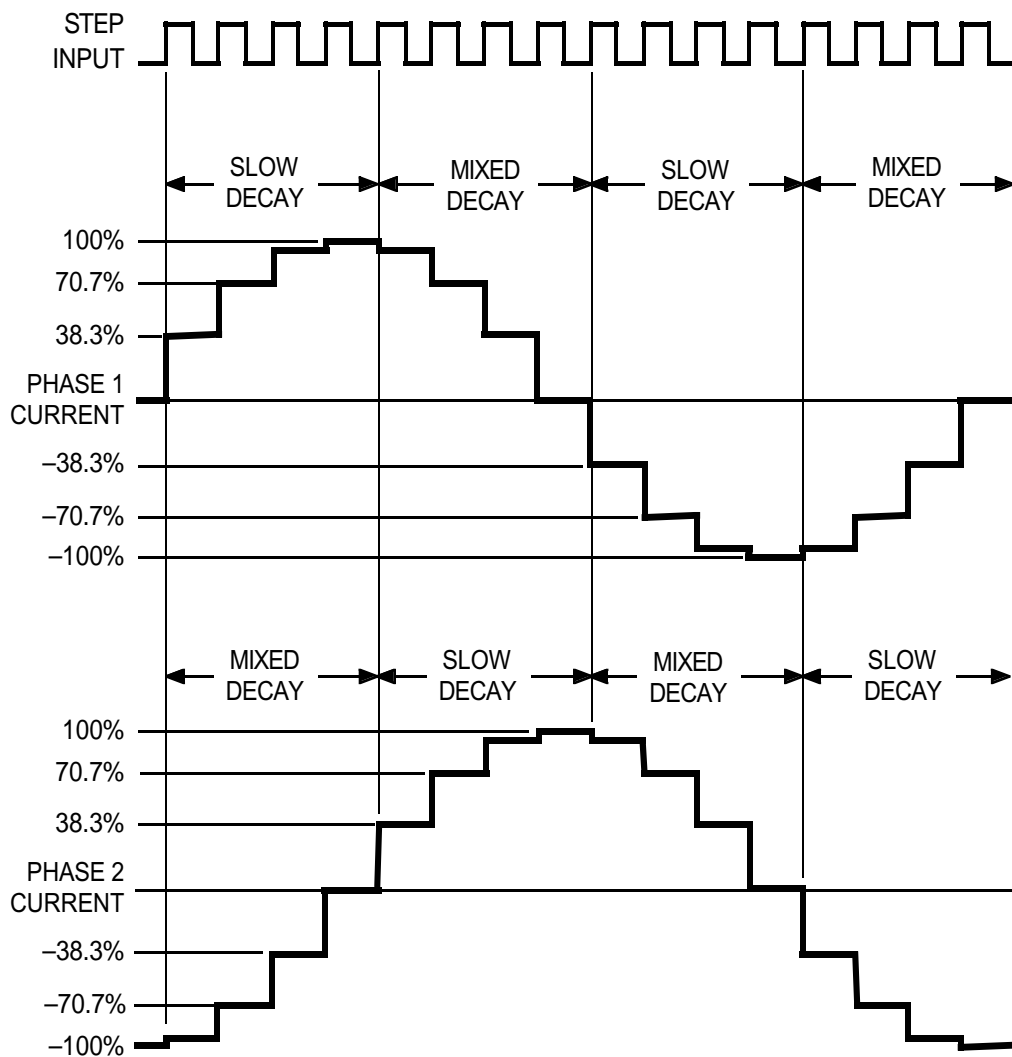 STEP
INPUT
SLOW
DECAY
MIXED
DECAY
SLOW
DECAY
MIXED
DECAY
100%
70.7%
38.3%
PHASE 1
CURRENT
–38.3%
–70.7%
–100%
MIXED
DECAY
SLOW
DECAY
MIXED
DECAY
SLOW
DECAY
100%
70.7%
38.3%
PHASE 2
CURRENT
–38.3%
–70.7%
–100%